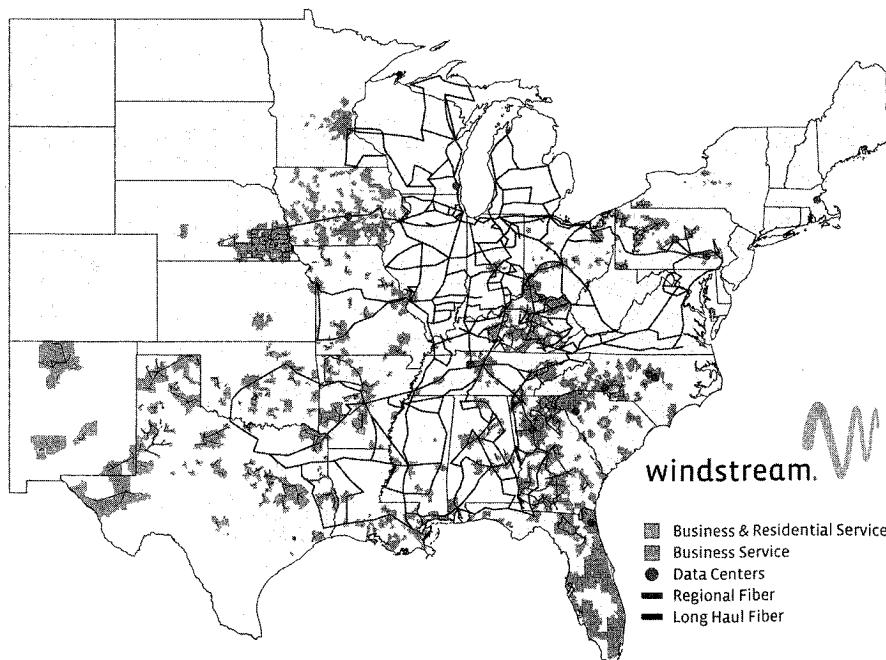 windstream.
Business & Residential Service
Business Service
Data Centers
Regional Fiber
Long Haul Fiber